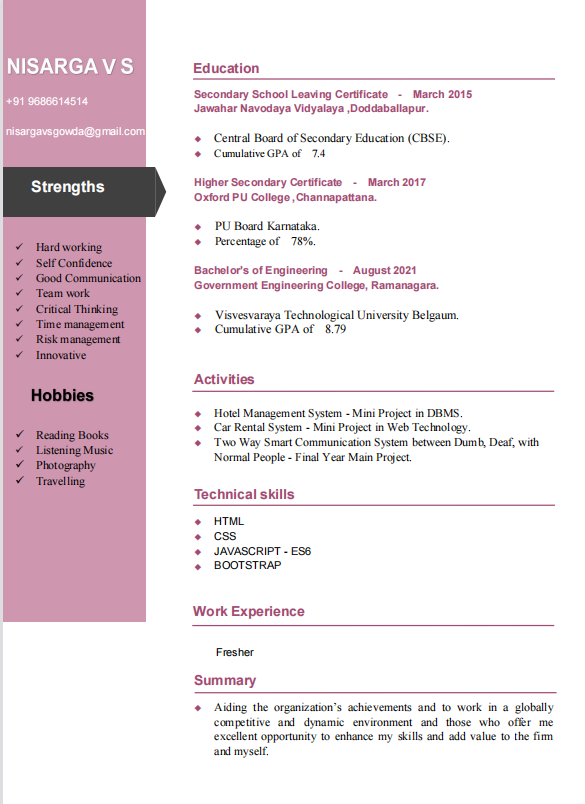 NISARGA V S
+91 9686614514
nisargavsgowda@gmail.com
Strengths
Hard working
Self Confidence
Good Communication
Team work
Critical Thinking
Time management
Risk management
Innovative
Hobbies
Reading Books
Listening Music
Photography
Travelling
Education
Secondary School Leaving Certificate - March 2015
Jawahar Navodaya Vidyalaya ,Doddaballapur.
Central Board of Secondary Education (CBSE).
Cumulative GPA of 7.4
Higher Secondary Certificate - March 2017
Oxford PU College ,Channapattana.
PU Board Karnataka.
Percentage of 78%.
Bachelor's of Engineering - August 2021
Government Engineering College, Ramanagara.
Visvesvaraya Technological University Belgaum.
Cumulative GPA of 8.79
Activities
Hotel Management System - Mini Project in DBMS.
Car Rental System - Mini Project in Web Technology.
Two Way Smart Communication System between Dumb, Deaf, with
Normal People - Final Year Main Project.
Technical skills
HTML
CSS
JAVASCRIPT - ES6
BOOTSTRAP
Work Experience
Fresher
Summary
Aiding the organization’s achievements and to work in a globally
competitive and dynamic environment and those who offer me
excellent opportunity to enhance my skills and add value to the firm
and myself.